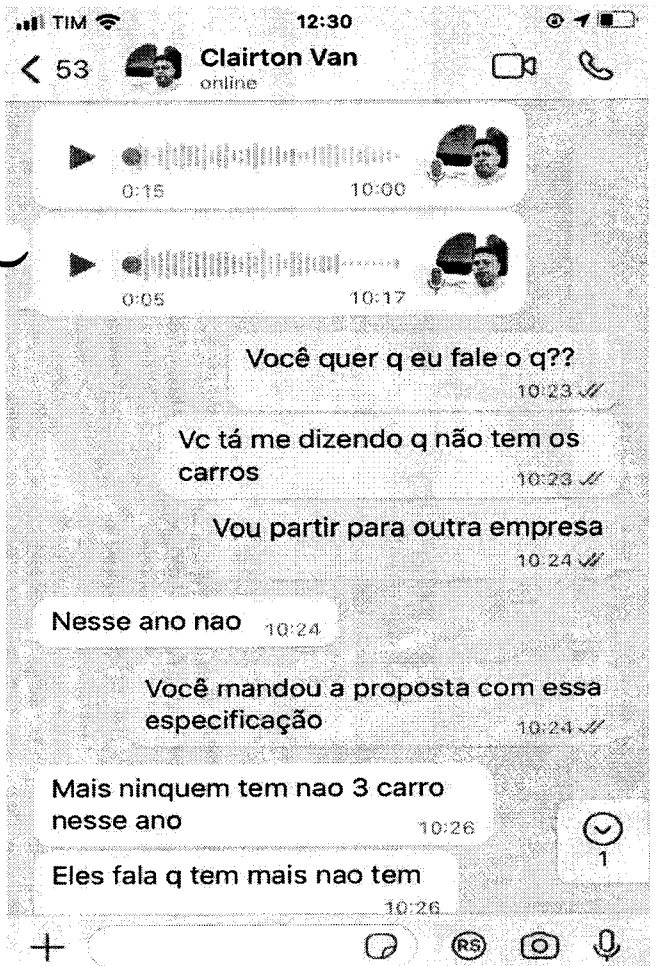 TIM 12:30
53 Clairton Van
online
0:15 10:00
0:05 10:17
Você quer q eu fale o q??
10:23
Vc tá me dizendo q não tem os
carros 10:23
Vou partir para outra empresa
10:24
Nesse ano nao 10:24
Você mandou a proposta com essa
especificação 10:24
Mais ninquem tem nao 3 carro
nesse ano 10:26
1
Eles fala q tem mais nao tem
10:26
R$